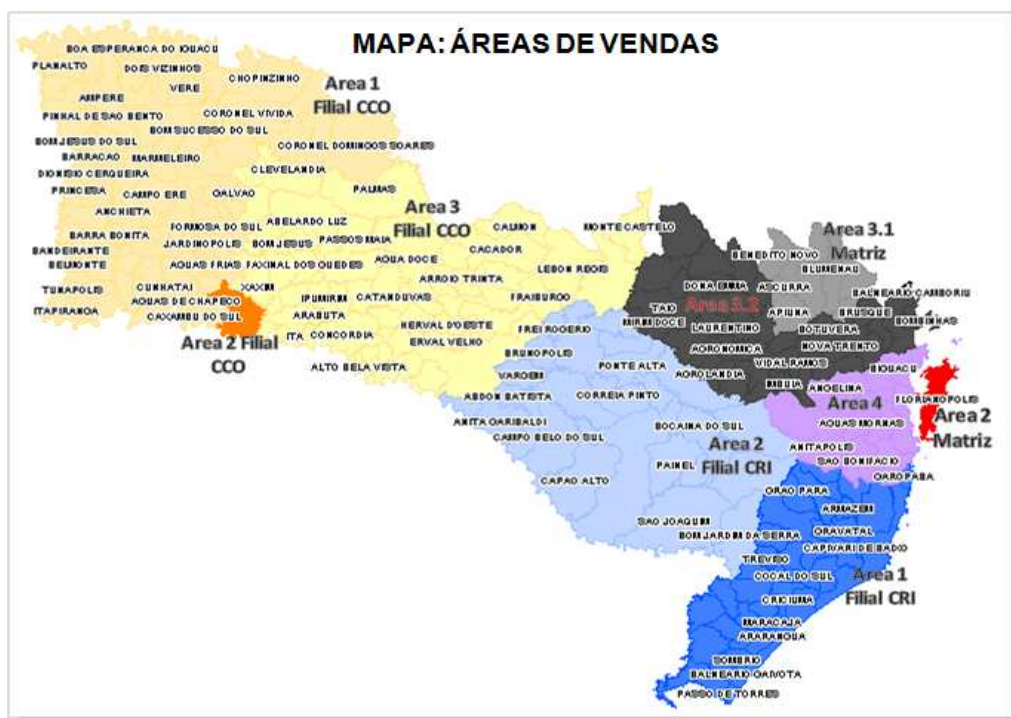 MAPA: ÁREAS DE VENDAS
BOA ESPERANCA DO IGUACU
PLANALTO
DOIS VIZINHOS
CHOPINZINHO
VERE
Area 1
Filial CCO
AMPERE
PINHAL DE SAO BENTO
CORONEL VIVIDA
BOM SUCESSO DO SUL
BOM JESUS DO SUL
CORONEL DOMINGOS SOARES
BARRACAO
MARMELEIRO
DIONISIO CERQUEIRA
CLEVELANDIA
PRINCESA
CAMPO ERE
GALVAO
PALMAS
ANCHIETA
Area 3
Filial CCO
FORMOSA DO SUL
ABELARDO LUZ
CALMON
MONTE CASTELO
BARRA BONITA
JARDINOPOLIS
BOM JESUS
PASSOS MAIA
CACADOR
BANDEIRANTE
AGUA DOCE
BELMONTE
AGUAS FRIAS
FAXINAL DOS GUEDES
LEBON REGIS
ARROIO TRINTA
TUNAPOLIS
CUNHATAI
XAXIM
IPUMIRIM
CATANDUVAS
FRAIBURGO
AGUAS DE CHAPECO
ITAPIRANGA
CAXAMBU DO SUL
ARABUTA
HERVAL D'OESTE
FREI ROGERIO
ITA
CONCORDIA
ERVAL VELHO
Area 2 Filial
CCO
ALTO BELA VISTA
BRUNOPOLIS
VARGEM
PONTE ALTA
ABDON BATISTA
CORREIA PINTO
ANITA GARIBALDI
CAMPO BELO DO SUL
BOCAINA DO SUL
Area 2
Filial CRI
PAINEL
CAPAO ALTO
SAO JOAQUIM
BOM JARDIM DA SERRA
Area 3.1
Matriz
BENEDITO NOVO
BLUMENAU
DONA EMMA
ASCURRA
BALNEARIO CAMBORIU
TAIO
Area 3.2
APIUNA
BRUSQUE
MIRIM DOCE
LAURENTINO
BOTUVERA
BOMBINHAS
AGRONOMICA
NOVA TRENTO
VIDAL RAMOS
AGROLANDIA
IMBUIA
ANGELINA
BIGUACU
Area 4
FLORIANOPOLIS
Area 2
Matriz
AGUAS MORNAS
ANITAPOLIS
SAO BONIFACIO
GAROPABA
GRAO PARA
ARMAZEM
GRAVATAL
CAPIVARI DE BAIXO
TREVISO
COCAL DO SUL
Area 1
Filial CRI
CRICIUMA
MARACAJA
ARARANGUA
SOMBRIO
BALNEARIO GAIVOTA
PASSO DE TORRES